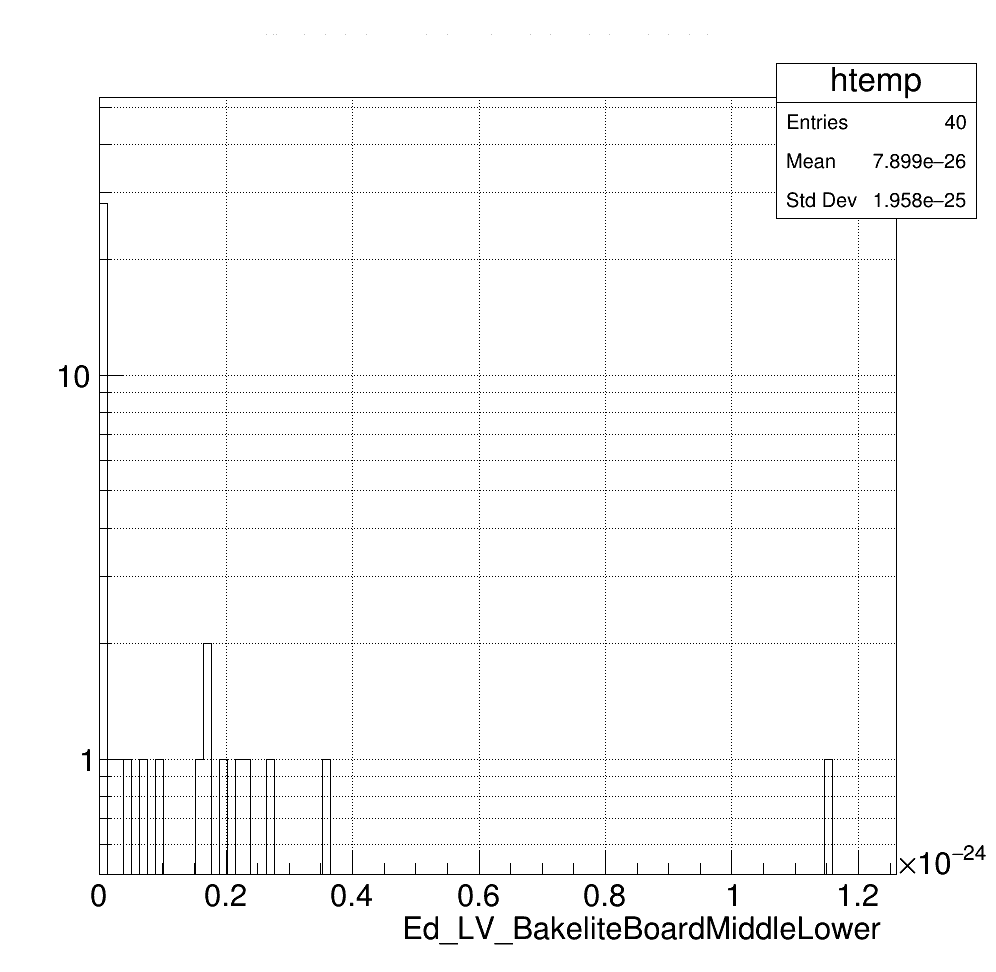 htemp
Entries 40
Mean 7.899e−26
Std Dev 1.958e−25
10
1
0 0.2 0.4 0.6 0.8 1 1.2
×10−24
Ed_LV_BakeliteBoardMiddleLower